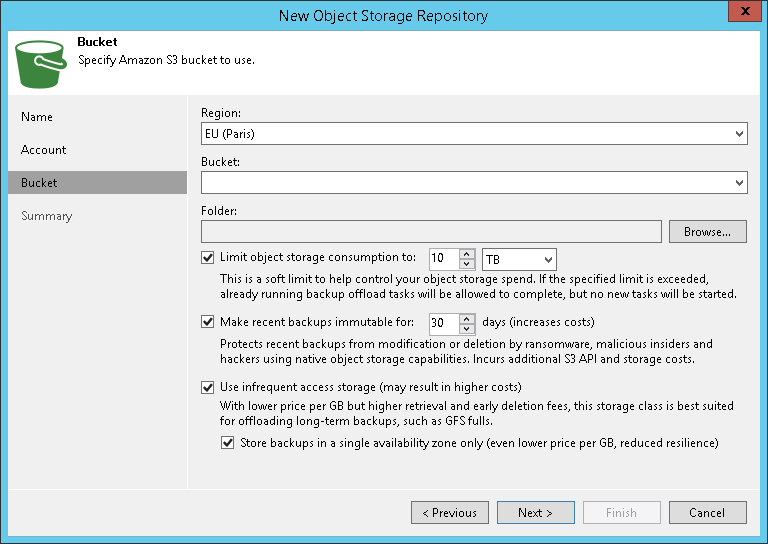 New Object Storage Repository
X
Bucket
Specify Amazon S3 bucket to use.
Name
Account
Bucket
Summary
Region:
EU (Paris)
Bucket:
Folder:
Browse...
Limit object storage consumption to: 10 TB
This is a soft limit to help control your object storage spend. If the specified limit is exceeded,
already running backup offload tasks will be allowed to complete, but no new tasks will be started.
Make recent backups immutable for: 30 days (increases costs)
Protects recent backups from modification or deletion by ransomware, malicious insiders and
hackers using native object storage capabilities. Incurs additional S3 API and storage costs.
Use infrequent access storage (may result in higher costs)
With lower price per GB but higher retrieval and early deletion fees, this storage class is best suited
for offloading long-term backups, such as GFS fulls.
Store backups in a single availability zone only (even lower price per GB, reduced resilience)
< Previous Next > Finish Cancel